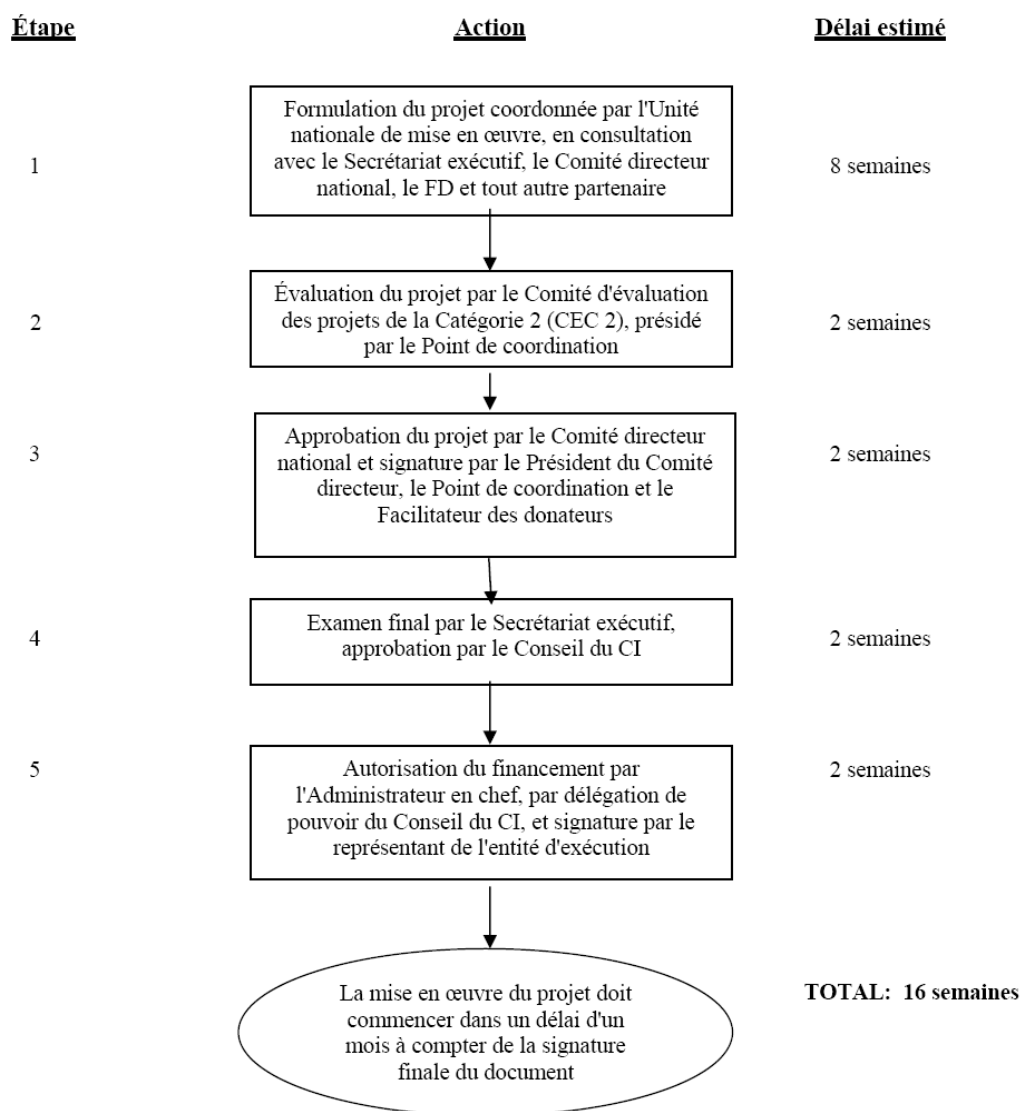 Étape Action Délai estimé
Formulation du projet coordonnée par l'Unité
nationale de mise en œuvre, en consultation
avec le Secrétariat exécutif, le Comité directeur
national, le FD et tout autre partenaire
1
8 semaines
Évaluation du projet par le Comité d'évaluation
des projets de la Catégorie 2 (CEC 2), présidé
par le Point de coordination
2
2 semaines
Approbation du projet par le Comité directeur
national et signature par le Président du Comité
directeur, le Point de coordination et le
Facilitateur des donateurs
3
2 semaines
Examen final par le Secrétariat exécutif,
approbation par le Conseil du CI
4
2 semaines
Autorisation du financement par
l'Administrateur en chef, par délégation de
pouvoir du Conseil du CI, et signature par le
représentant de l'entité d'exécution
5
2 semaines
La mise en œuvre du projet doit
commencer dans un délai d'un
mois à compter de la signature
finale du document
TOTAL: 16 semaines